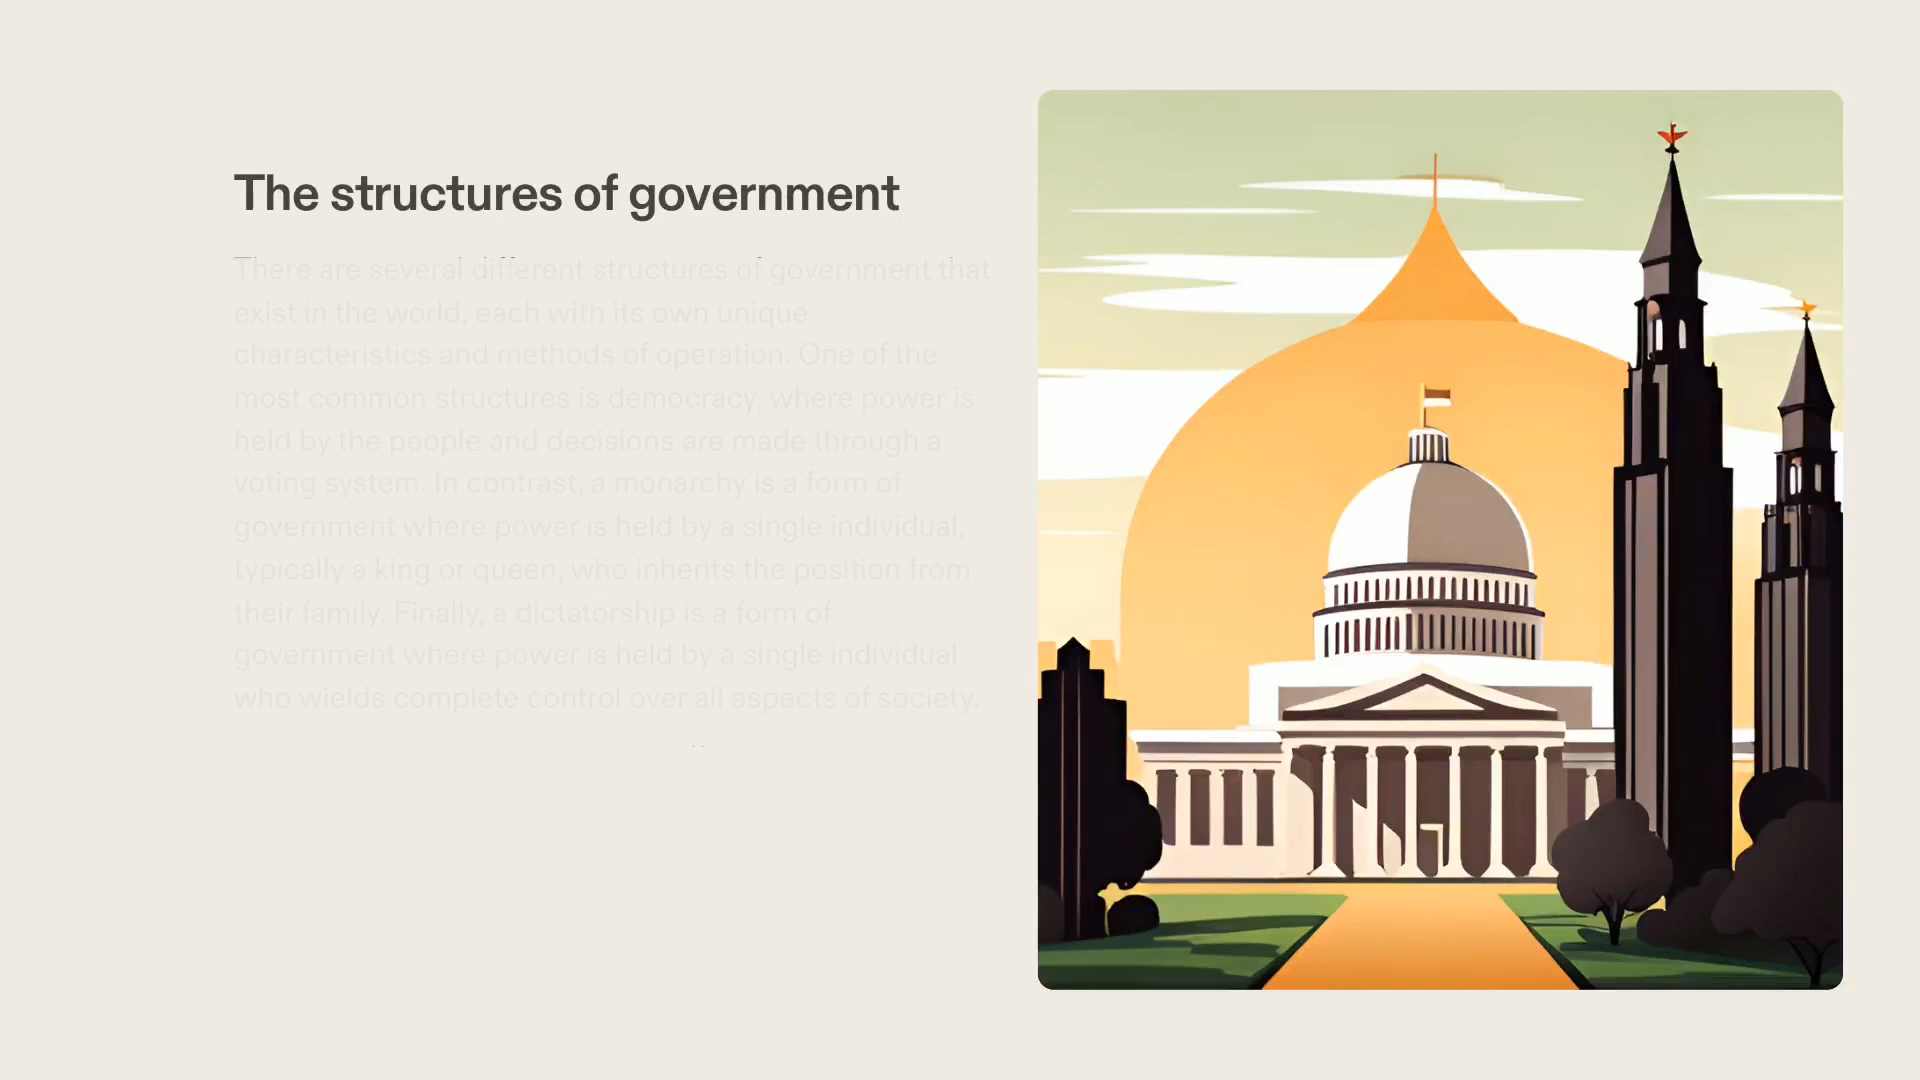 The structures of government
There are several different structures of government that
exist in the world, each with its own unique
characteristics and methods of operation. One of the
most common structures is democracy, where power is
held by the people and decisions are made through a
voting system. In contrast, a monarchy is a form of
government where power is held by a single individual,
typically a king or queen, who inherits the position from
their family. Finally, a dictatorship is a form of
government where power is held by a single individual
who wields complete control over all aspects of society.